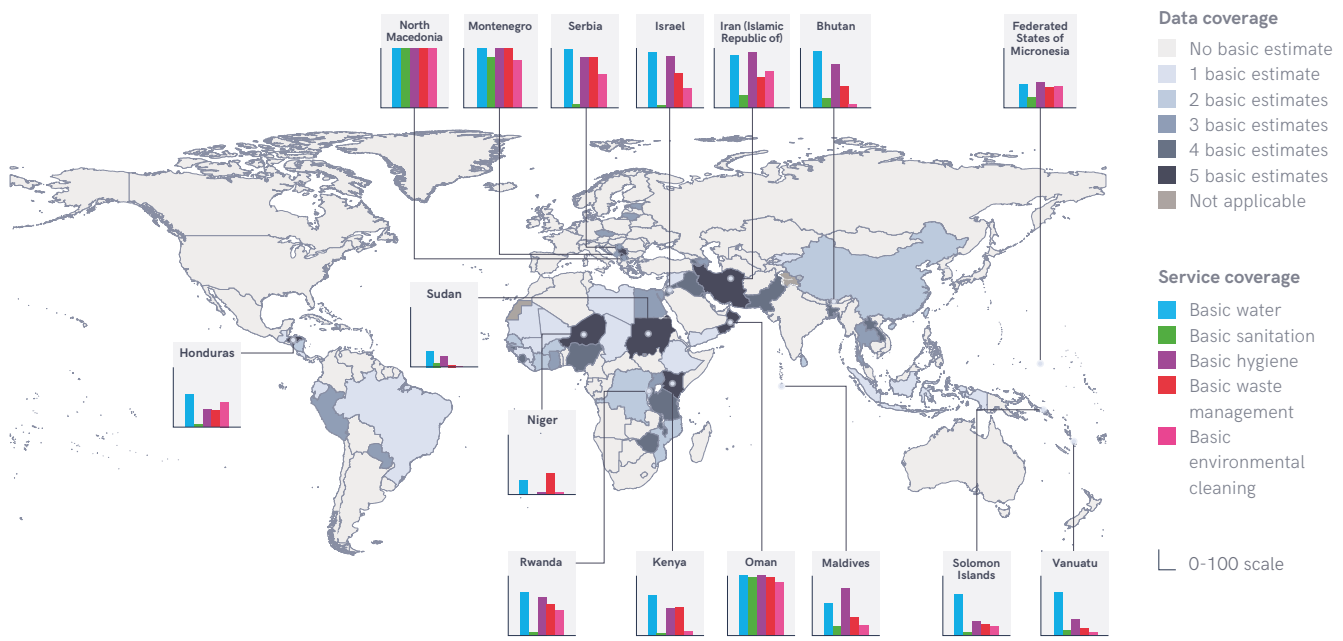 North
Macedonia
Montenegro
Serbia
Israel
Iran (Islamic
Republic of)
Bhutan
Federated
States of
Micronesia
Data coverage
No basic estimate
1 basic estimate
2 basic estimates
3 basic estimates
4 basic estimates
5 basic estimates
Not applicable
Sudan
Honduras
Niger
Service coverage
Basic water
Basic sanitation
Basic hygiene
Basic waste
management
Basic
environmental
cleaning
Rwanda
Kenya
Oman
Maldives
Solomon
Islands
Vanuatu
0-100 scale